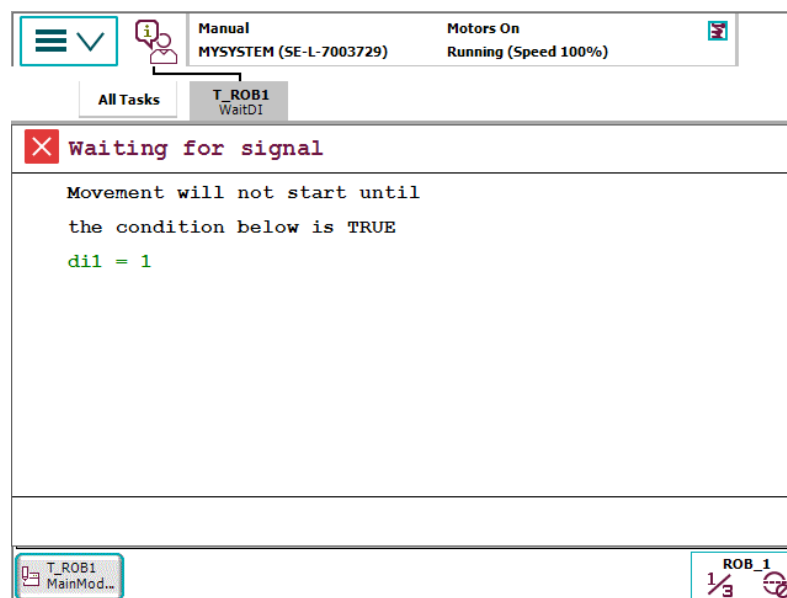 Manual
MYSYSTEM (SE-L-7003729)
Motors On
Running (Speed 100%)
All Tasks
T_ROB1
WaitDI
Waiting for signal
Movement will not start until
the condition below is TRUE
di1 = 1
T_ROB1
MainMod...
ROB_1
1/3